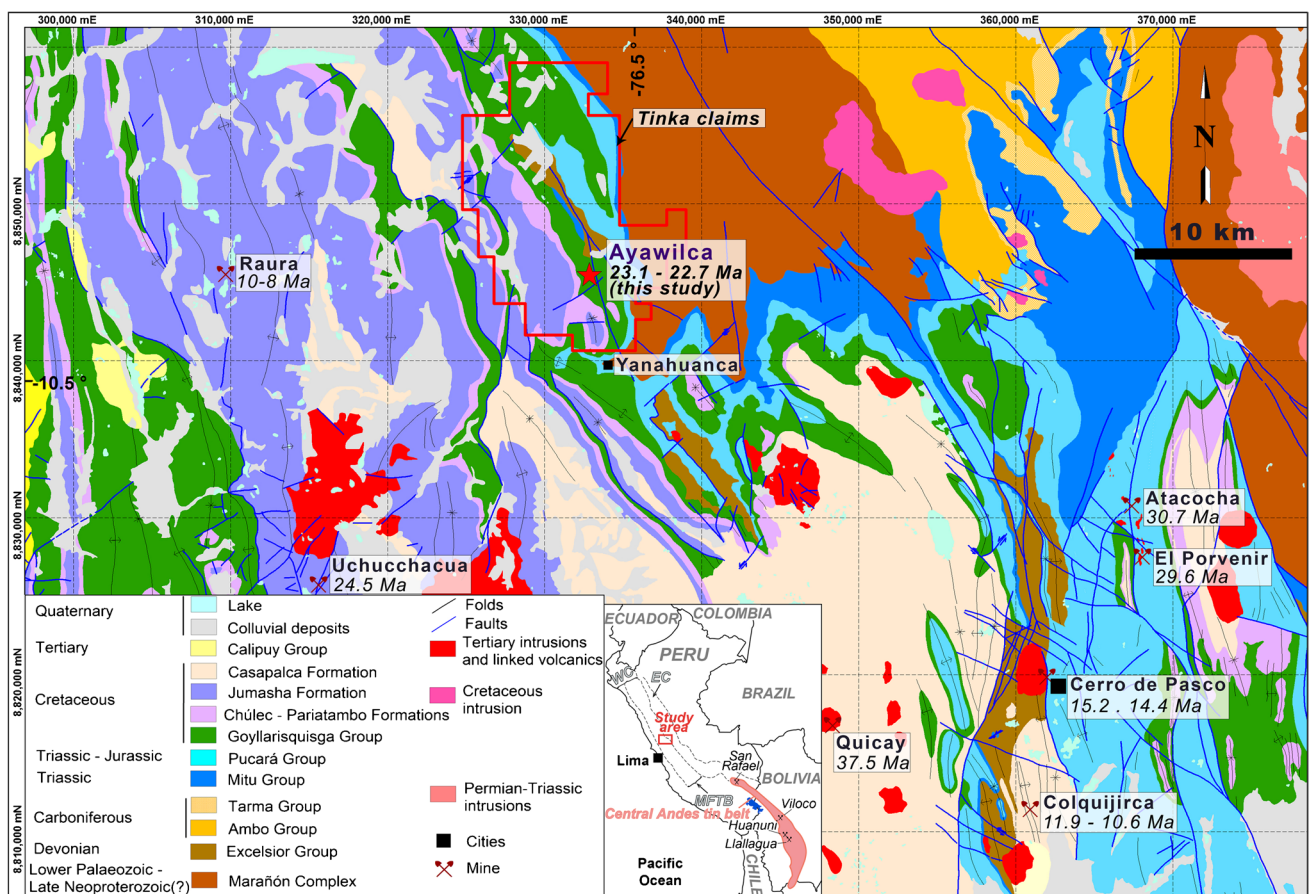 300,000 mE
310,000 mE
320,000 mE
330,000 mE
340,000 mE
350,000 mE
360,000 mE
370,000 mE
8,850,000 mN
8,840,000 mN
8,830,000 mN
8,820,000 mN
8,810,000 mN
-76.5°
-10.5 °
Tinka claims
N
10 km
Ayawilca
23.1 - 22.7 Ma
(this study)
Raura
10-8 Ma
Yanahuanca
Atacocha
30.7 Ma
El Porvenir
29.6 Ma
Uchucchacua
24.5 Ma
Cerro de Pasco
15.2 . 14.4 Ma
Quicay
37.5 Ma
Colquijirca
11.9 - 10.6 Ma
Quaternary
Lake
Colluvial deposits
Tertiary
Calipuy Group
Cretaceous
Casapalca Formation
Jumasha Formation
Chúlec - Pariatambo Formations
Goyllarisquisga Group
Triassic - Jurassic
Pucará Group
Triassic
Mitu Group
Carboniferous
Tarma Group
Ambo Group
Devonian
Excelsior Group
Lower Palaeozoic -
Late Neoproterozoic(?)
Marañón Complex
Folds
Faults
Tertiary intrusions
and linked volcanics
Cretaceous
intrusion
Permian-Triassic
intrusions
Cities
Mine
ECUADOR
COLOMBIA
PERU
WC
EC
BRAZIL
Study
area
Lima
San
Rafael
BOLIVIA
MFTB
Viloco
Central Andes tin belt
Huanuni
Llallagua
Pacific
Ocean
CHILE